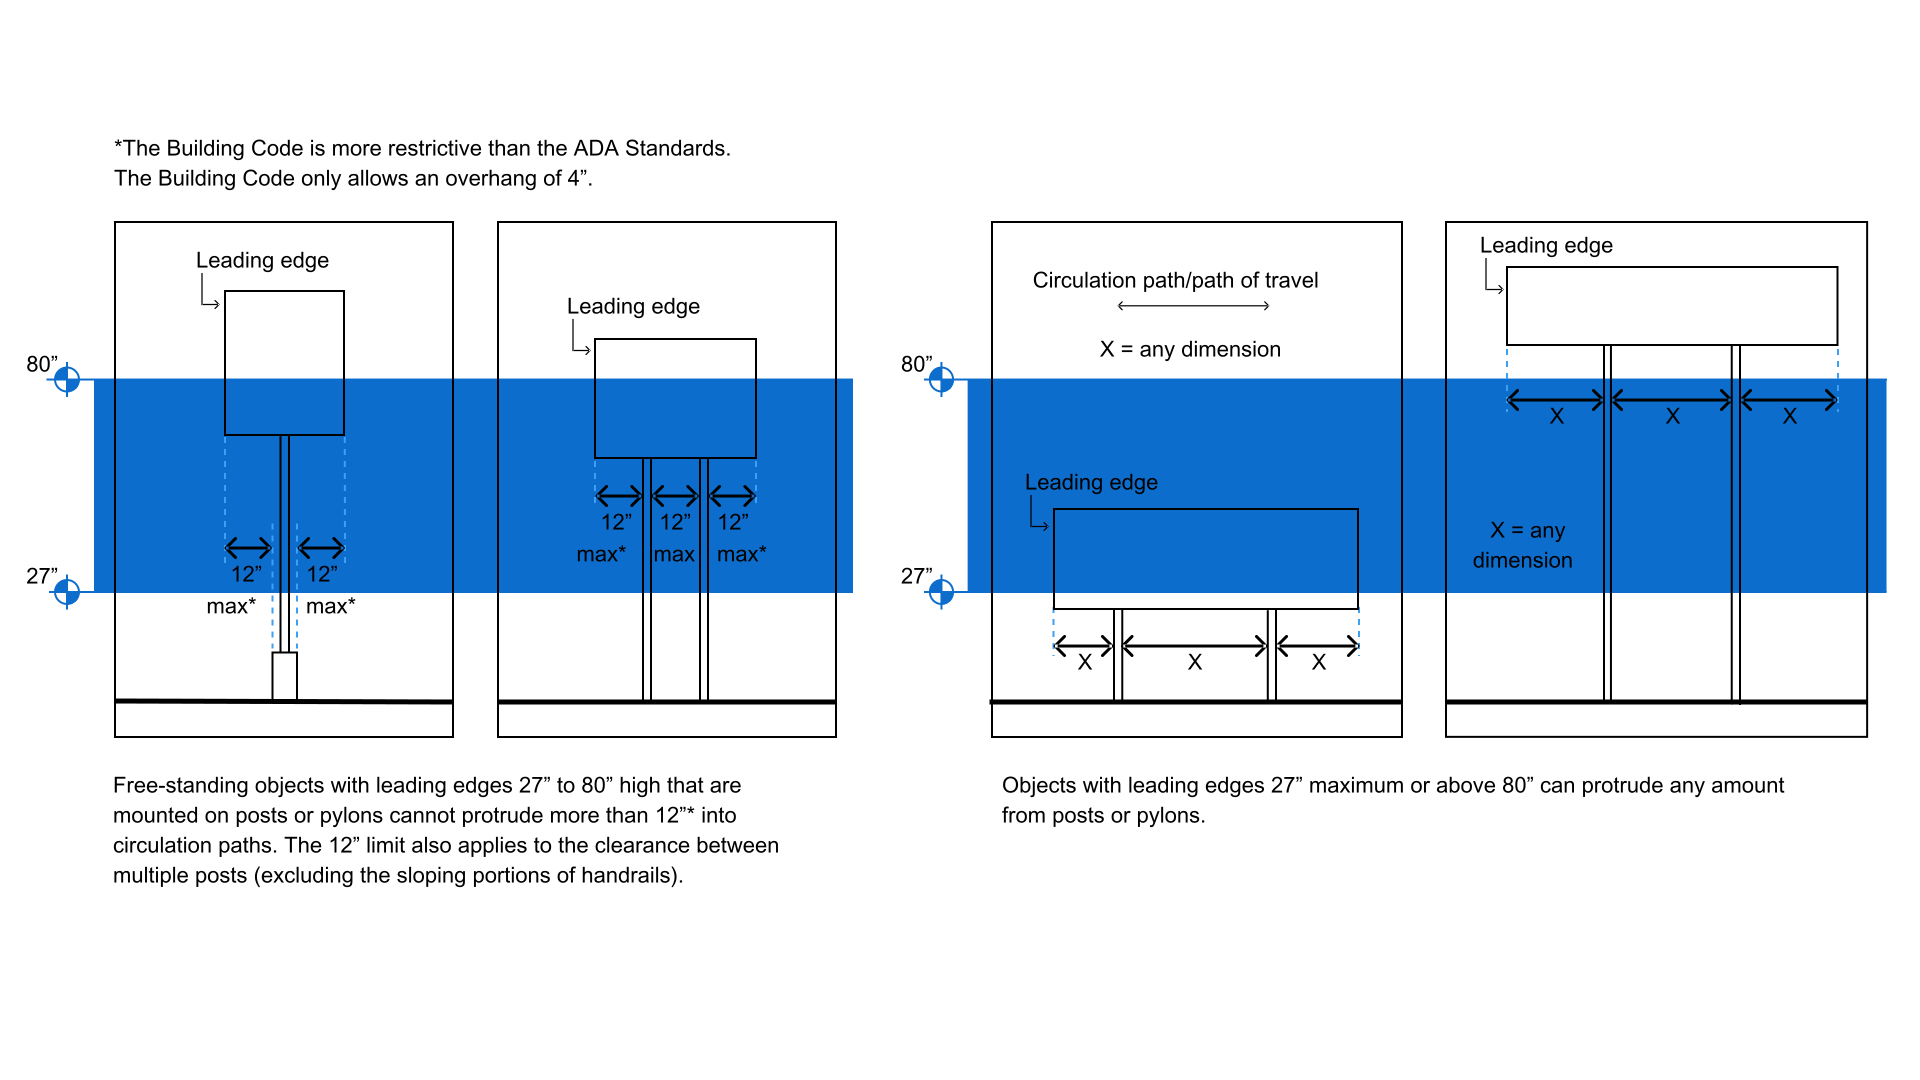 *The Building Code is more restrictive than the ADA Standards.
The Building Code only allows an overhang of 4”.
Leading edge
Leading edge
80”
27”
12”
max*
12”
max*
12”
max*
12”
max
12”
max*
Free-standing objects with leading edges 27” to 80” high that are
mounted on posts or pylons cannot protrude more than 12”* into
circulation paths. The 12” limit also applies to the clearance between
multiple posts (excluding the sloping portions of handrails).
Circulation path/path of travel
X = any dimension
80”
27”
Leading edge
X
X
X
Leading edge
X
X
X
X = any
dimension
Objects with leading edges 27” maximum or above 80” can protrude any amount
from posts or pylons.